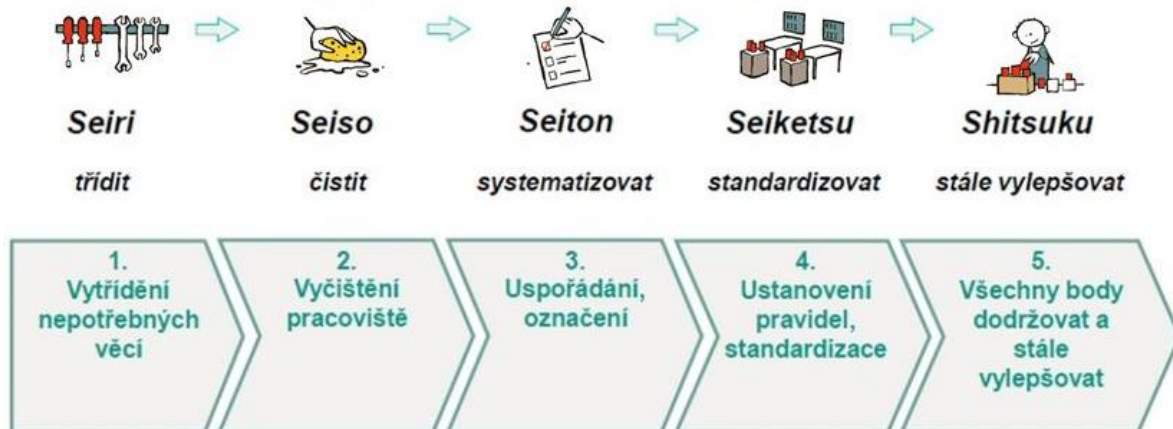 Seiri
Seiso
Seiton
Seiketsu
Shitsuku
třídit
čistit
systematizovat
standardizovat
stále vylepšovat
1.
Vytřídění
nepotřebných
věcí
2.
Vyčištění
pracoviště
3.
Uspořádání,
označení
4.
Ustanovení
pravidel,
standardizace
5.
Všechny body
dodržovat a
stále
vylepšovat